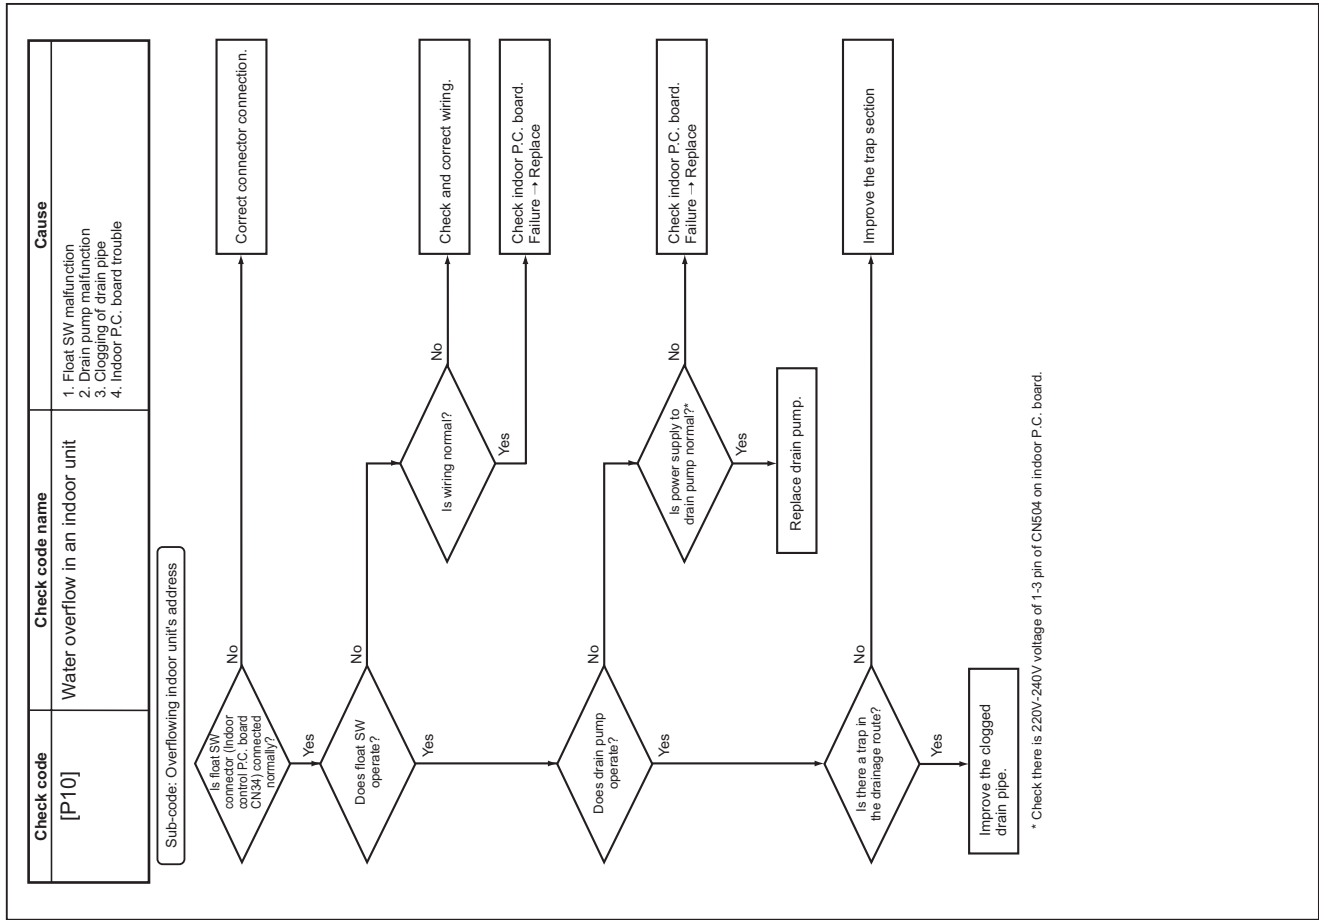 Check code
Check code name
Cause
[P10]
Water overflow in an indoor unit
1. Float SW malfunction
2. Drain pump malfunction
3. Clogging of drain pipe
4. Indoor P.C. board trouble
Sub-code: Overflowing indoor unit's address
Is float SW
connector (Indoor
control P.C. board
CN34) connected
normally?
No
Correct connector connection.
Yes
Does float SW
operate?
No
Is wiring normal?
No
Check and correct wiring.
Yes
Check indoor P.C. board.
Failure → Replace
Yes
Does drain pump
operate?
No
Is power supply to
drain pump normal?*
No
Check indoor P.C. board.
Failure → Replace
Yes
Replace drain pump.
Yes
Is there a trap in
the drainage route?
No
Improve the trap section
Yes
Improve the clogged
drain pipe.
* Check there is 220V-240V voltage of 1-3 pin of CN504 on indoor P.C. board.